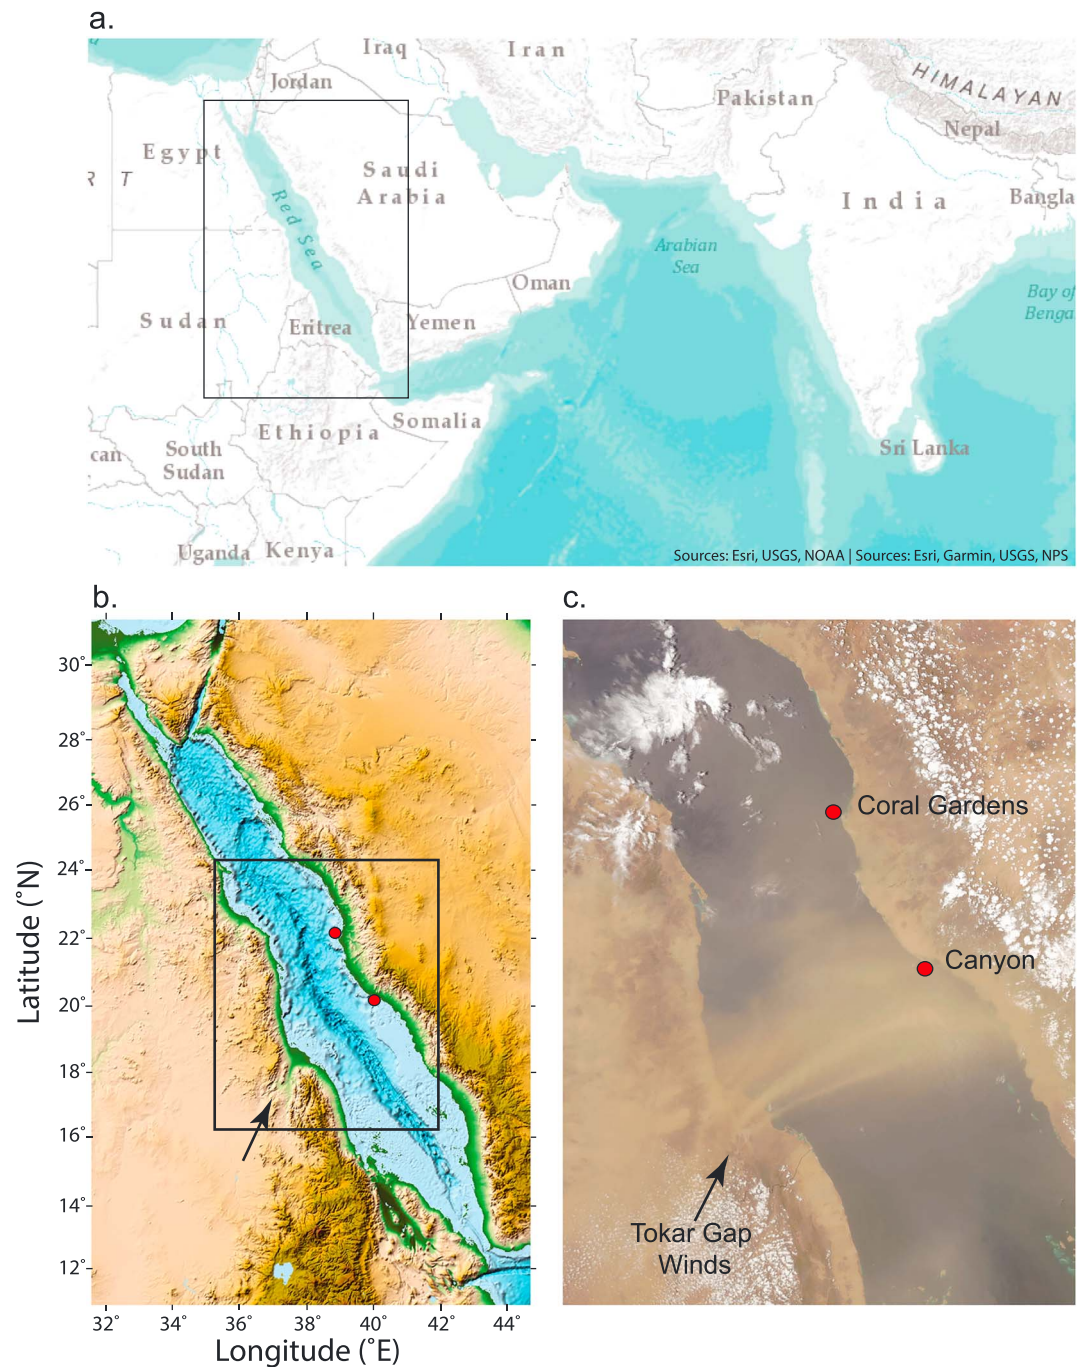 a.
Iraq
Iran
Jordan
Pakistan
HIMALAYAN
Nepal
Egypt
Saudi
Arabia
R T
India
Bangla
Red Sea
Arabian
Sea
Oman
Bay of
Benga
Sudan
Eritrea
Yemen
Somalia
Ethiopia
can
South
Sudan
Sri Lanka
Uganda
Kenya
Sources: Esri, USGS, NOAA | Sources: Esri, Garmin, USGS, NPS
b.
30°
28°
26°
24°
22°
20°
18°
16°
14°
12°
Latitude (°N)
32°
34°
36°
38°
40°
42°
44°
Longitude (°E)
c.
Coral Gardens
Canyon
Tokar Gap
Winds